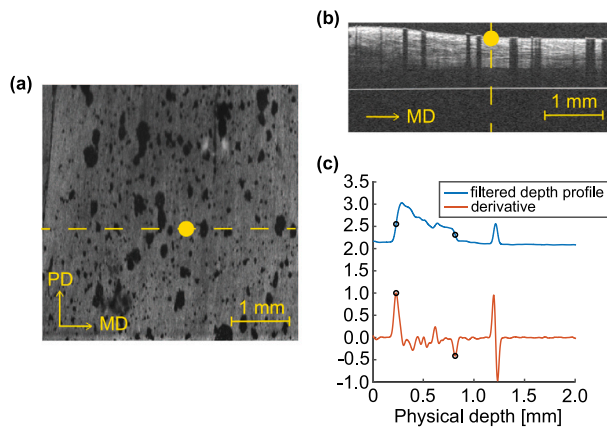 (a)
PD
MD
1 mm
(b)
MD
1 mm
(c)
filtered depth profile
derivative
3.5
3.0
2.5
2.0
1.5
1.0
0.5
0.0
-0.5
-1.0
0
0.5
1.0
1.5
2.0
Physical depth [mm]